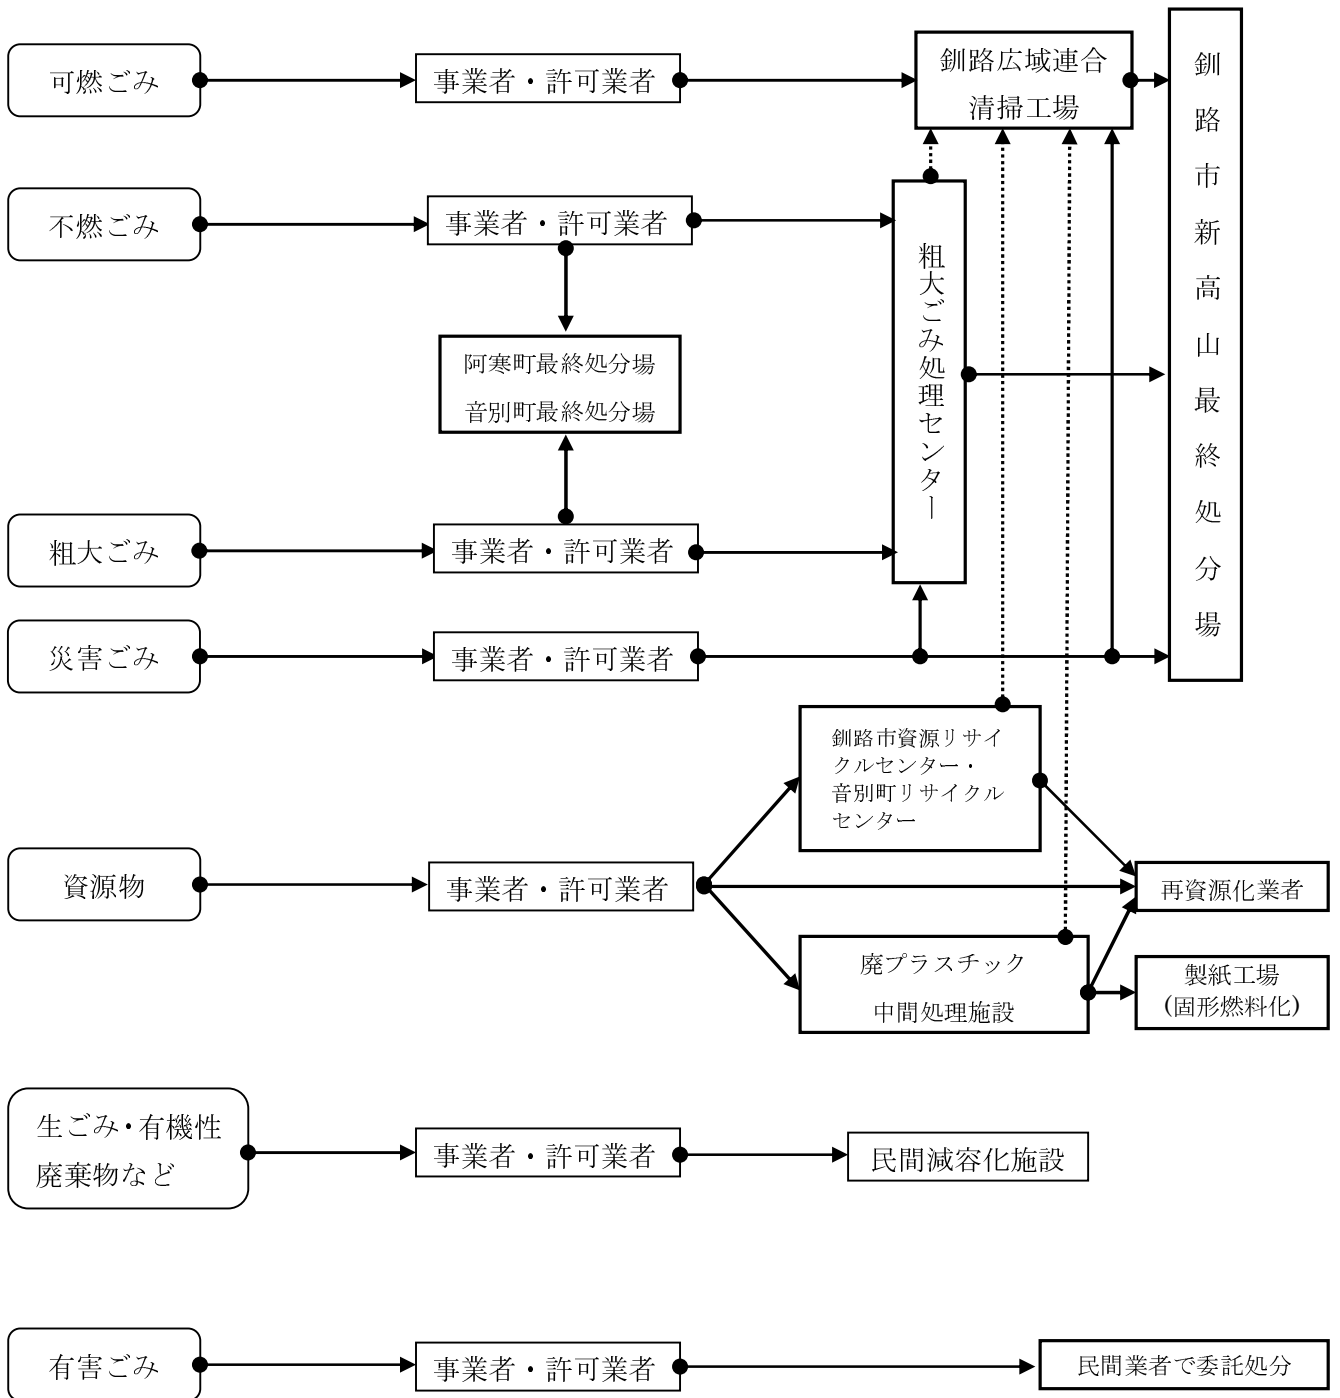 可燃ごみ
事業者・許可業者
釧路広域連合
清掃工場
釧路市新高山最終処分場
不燃ごみ
事業者・許可業者
粗大ごみ処理センター
阿寒町最終処分場
音別町最終処分場
粗大ごみ
事業者・許可業者
災害ごみ
事業者・許可業者
釧路市資源リサイ
クルセンター・
音別町リサイクル
センター
資源物
事業者・許可業者
再資源化業者
廃プラスチック
中間処理施設
製紙工場
(固形燃料化)
生ごみ・有機性
廃棄物など
事業者・許可業者
民間減容化施設
有害ごみ
事業者・許可業者
民間業者で委託処分